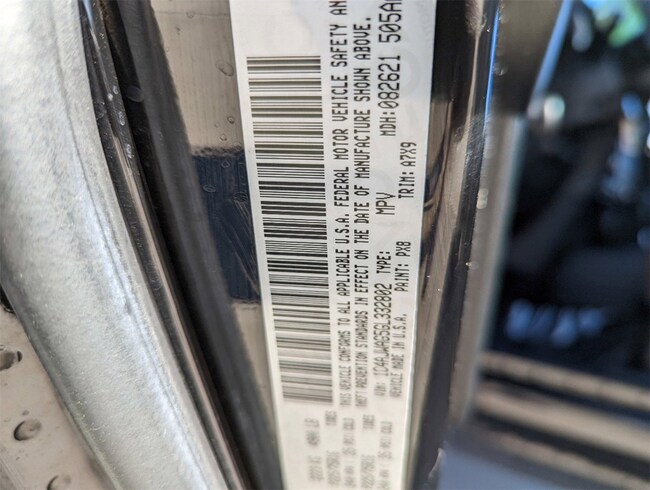 THIS VEHICLE CONFORMS TO ALL APPLICABLE U.S.A. FEDERAL MOTOR VEHICLE SAFETY AN
THEFT PREVENTION STANDARDS IN EFFECT ON THE DATE OF MANUFACTURE SHOWN ABOVE.
VIN: 1C4AJWAG5GL332802 TYPE: MPV MDH:082621 505A
PAINT: PX8 TRIM: A7X9
VEHICLE MADE IN U.S.A.